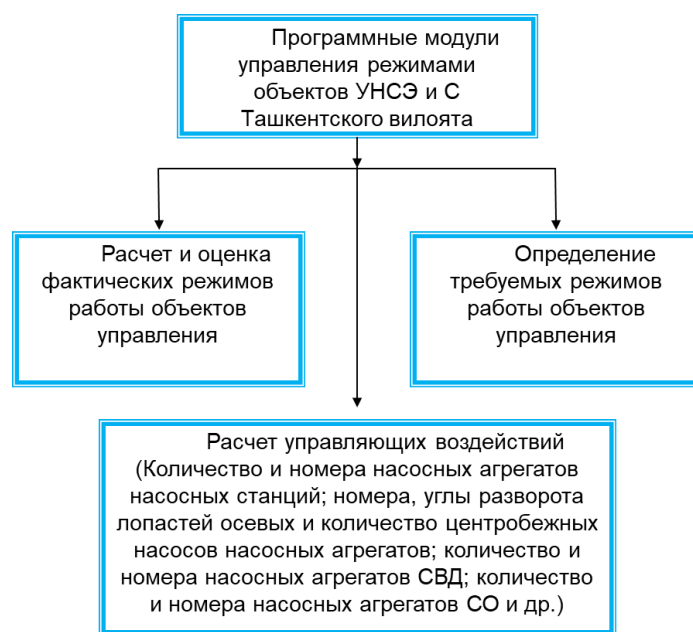 Программные модули
управления режимами
объектов УНСЭ и С
Ташкентского вилоята
Расчет и оценка
фактических режимов
работы объектов
управления
Определение
требуемых режимов
работы объектов
управления
Расчет управляющих воздействий
(Количество и номера насосных агрегатов
насосных станций; номера, углы разворота
лопастей осевых и количество центробежных
насосов насосных агрегатов; количество и
номера насосных агрегатов СВД; количество
и номера насосных агрегатов СО и др.)